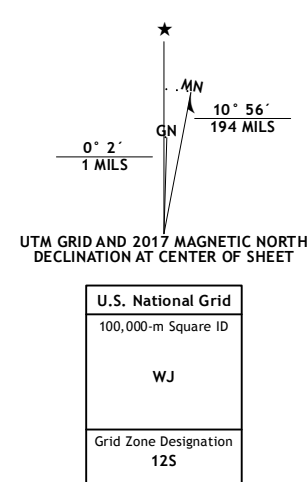 ★
MN
GN
10° 56´
194 MILS
0° 2´
1 MILS
UTM GRID AND 2017 MAGNETIC NORTH
DECLINATION AT CENTER OF SHEET
U.S. National Grid
100,000-m Square ID
WJ
Grid Zone Designation
12S